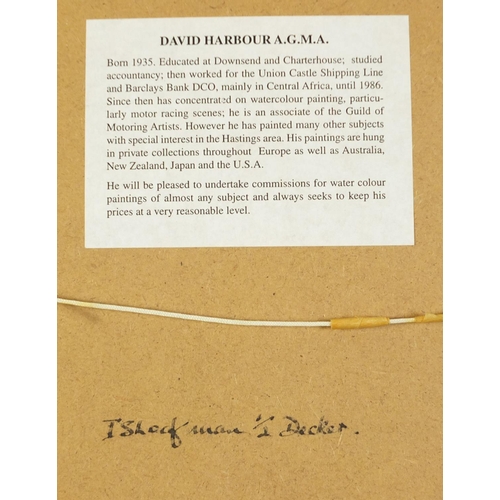 DAVID HARBOUR A.G.M.A.
Born 1935. Educated at Downsend and Charterhouse; studied
accountancy; then worked for the Union Castle Shipping Line
and Barclays Bank DCO, mainly in Central Africa, until 1986.
Since then has concentrated on watercolour painting, particu-
larly motor racing scenes; he is an associate of the Guild of
Motoring Artists. However he has painted many other subjects
with special interest in the Hastings area. His paintings are hung
in private collections throughout Europe as well as Australia,
New Zealand, Japan and the U.S.A.
He will be pleased to undertake commissions for water colour
paintings of almost any subject and always seeks to keep his
prices at a very reasonable level.
man Decker.